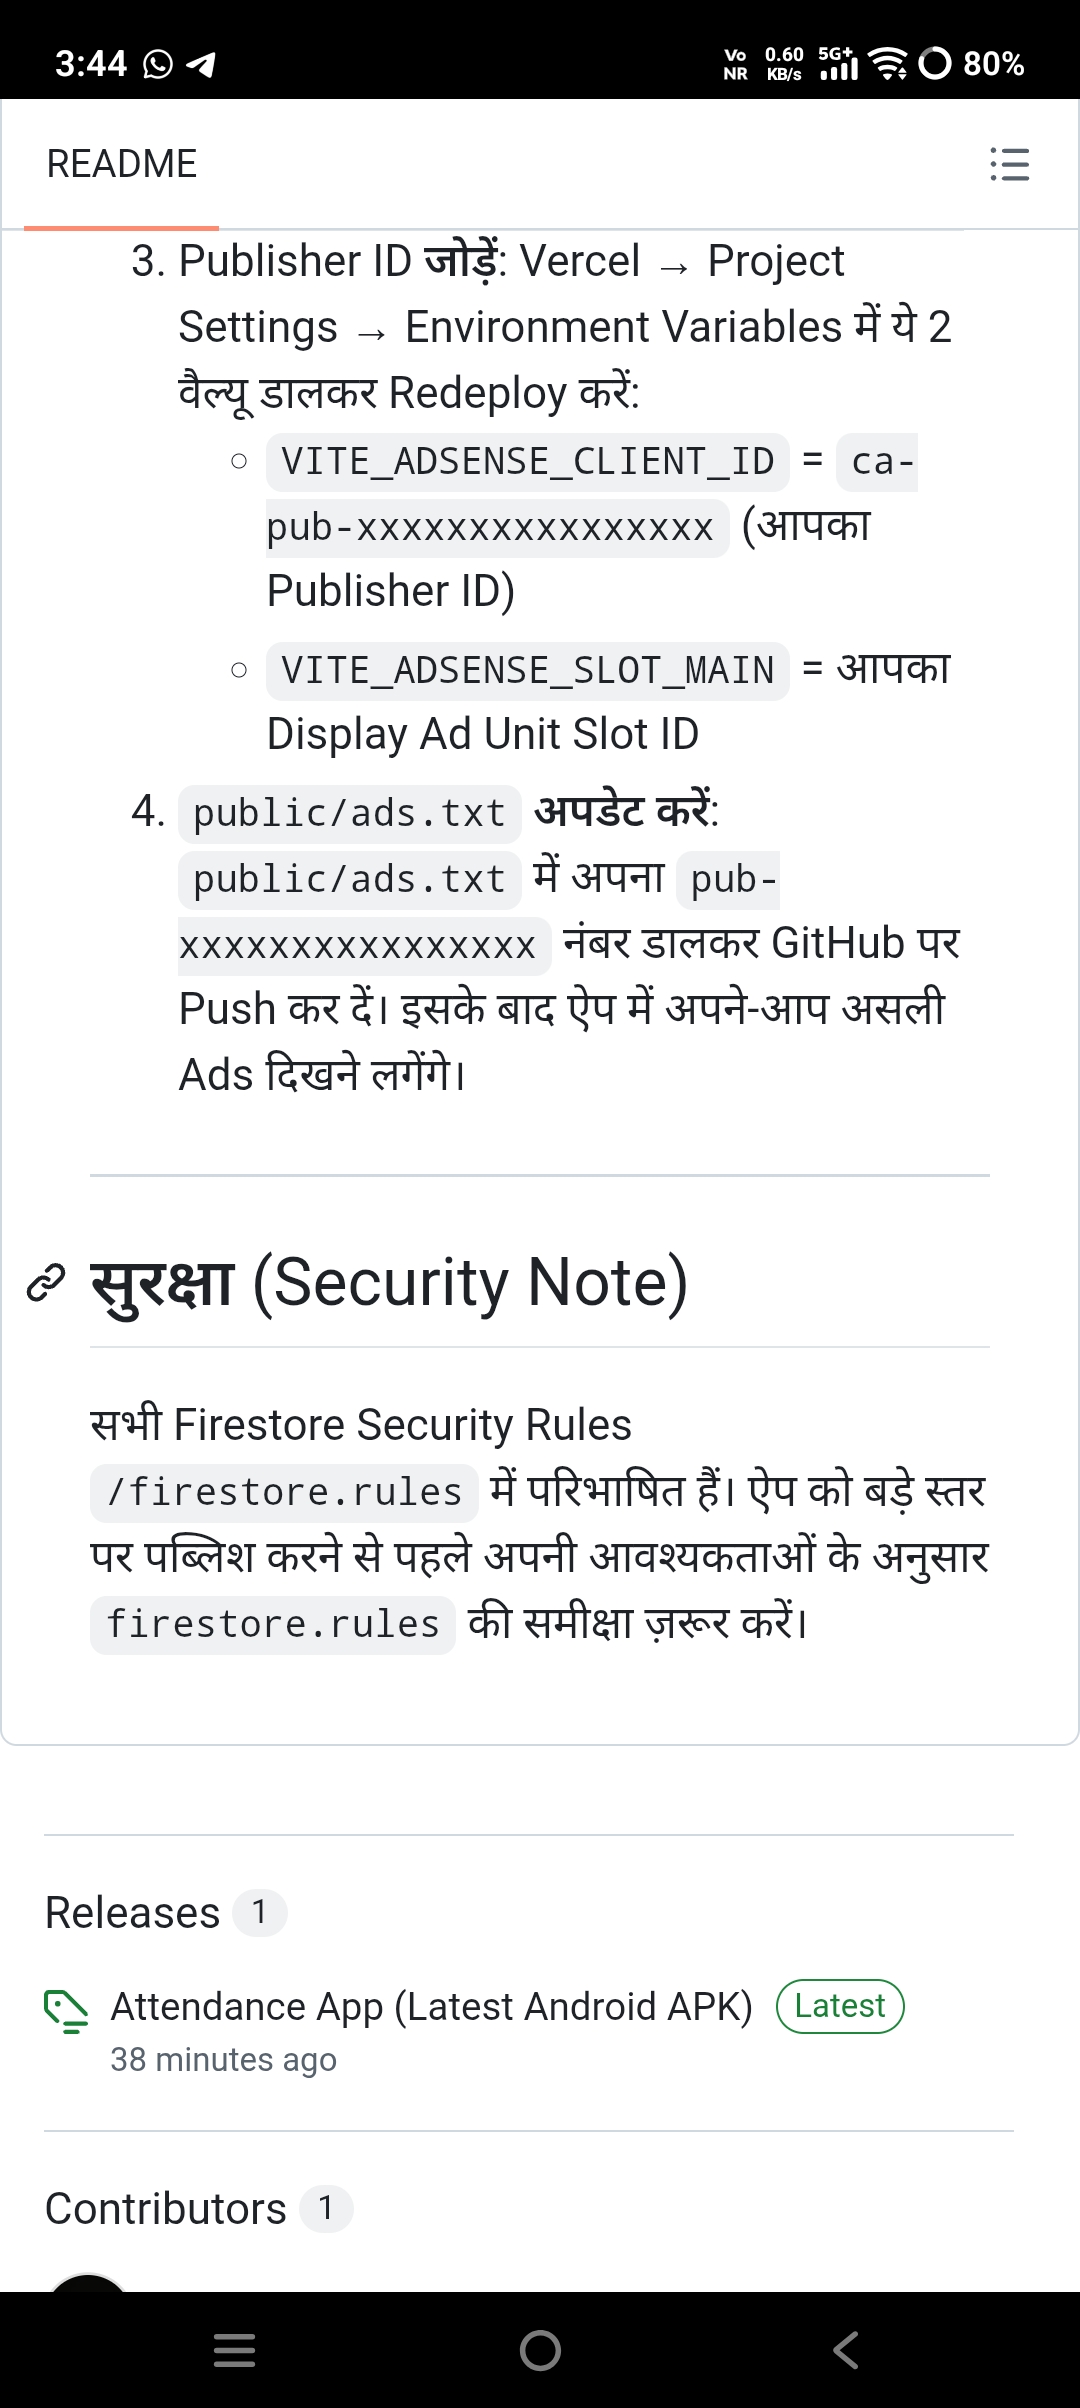 3:44
Vo NR 0.60 KB/s 5G+ 80%
README
3. Publisher ID जोड़ें: Vercel → Project
Settings → Environment Variables में ये 2
वैल्यू डालकर Redeploy करें:
VITE_ADSENSE_CLIENT_ID = ca-
pub-xxxxxxxxxxxxxxxx (आपका
Publisher ID)
VITE_ADSENSE_SLOT_MAIN = आपका
Display Ad Unit Slot ID
4. public/ads.txt अपडेट करें:
public/ads.txt में अपना pub-
xxxxxxxxxxxxxxxx नंबर डालकर GitHub पर
Push कर दें। इसके बाद ऐप में अपने-आप असली
Ads दिखने लगेंगे।
सुरक्षा (Security Note)
सभी Firestore Security Rules
/firestore.rules में परिभाषित हैं। ऐप को बड़े स्तर
पर पब्लिश करने से पहले अपनी आवश्यकताओं के अनुसार
firestore.rules की समीक्षा ज़रूर करें।
Releases 1
Attendance App (Latest Android APK) Latest
38 minutes ago
Contributors 1